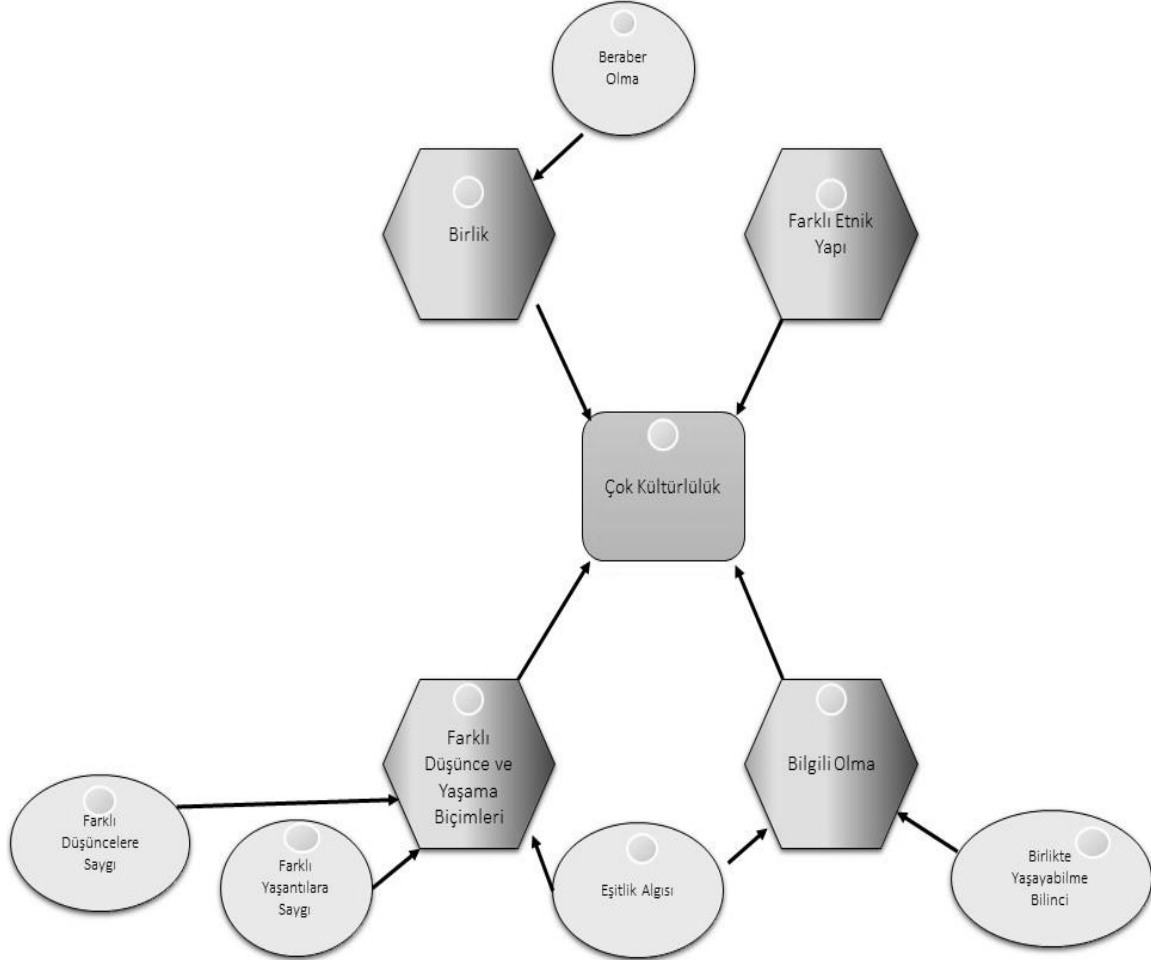 Beraber
Olma
Birlik
Farklı Etnik
Yapı
Çok Kültürlülük
Farklı
Düşünce ve
Yaşama
Biçimleri
Bilgili Olma
Farklı
Düşüncelere
Saygı
Farklı
Yaşantılara
Saygı
Eşitlik Algısı
Birlikte
Yaşayabilme
Bilinci